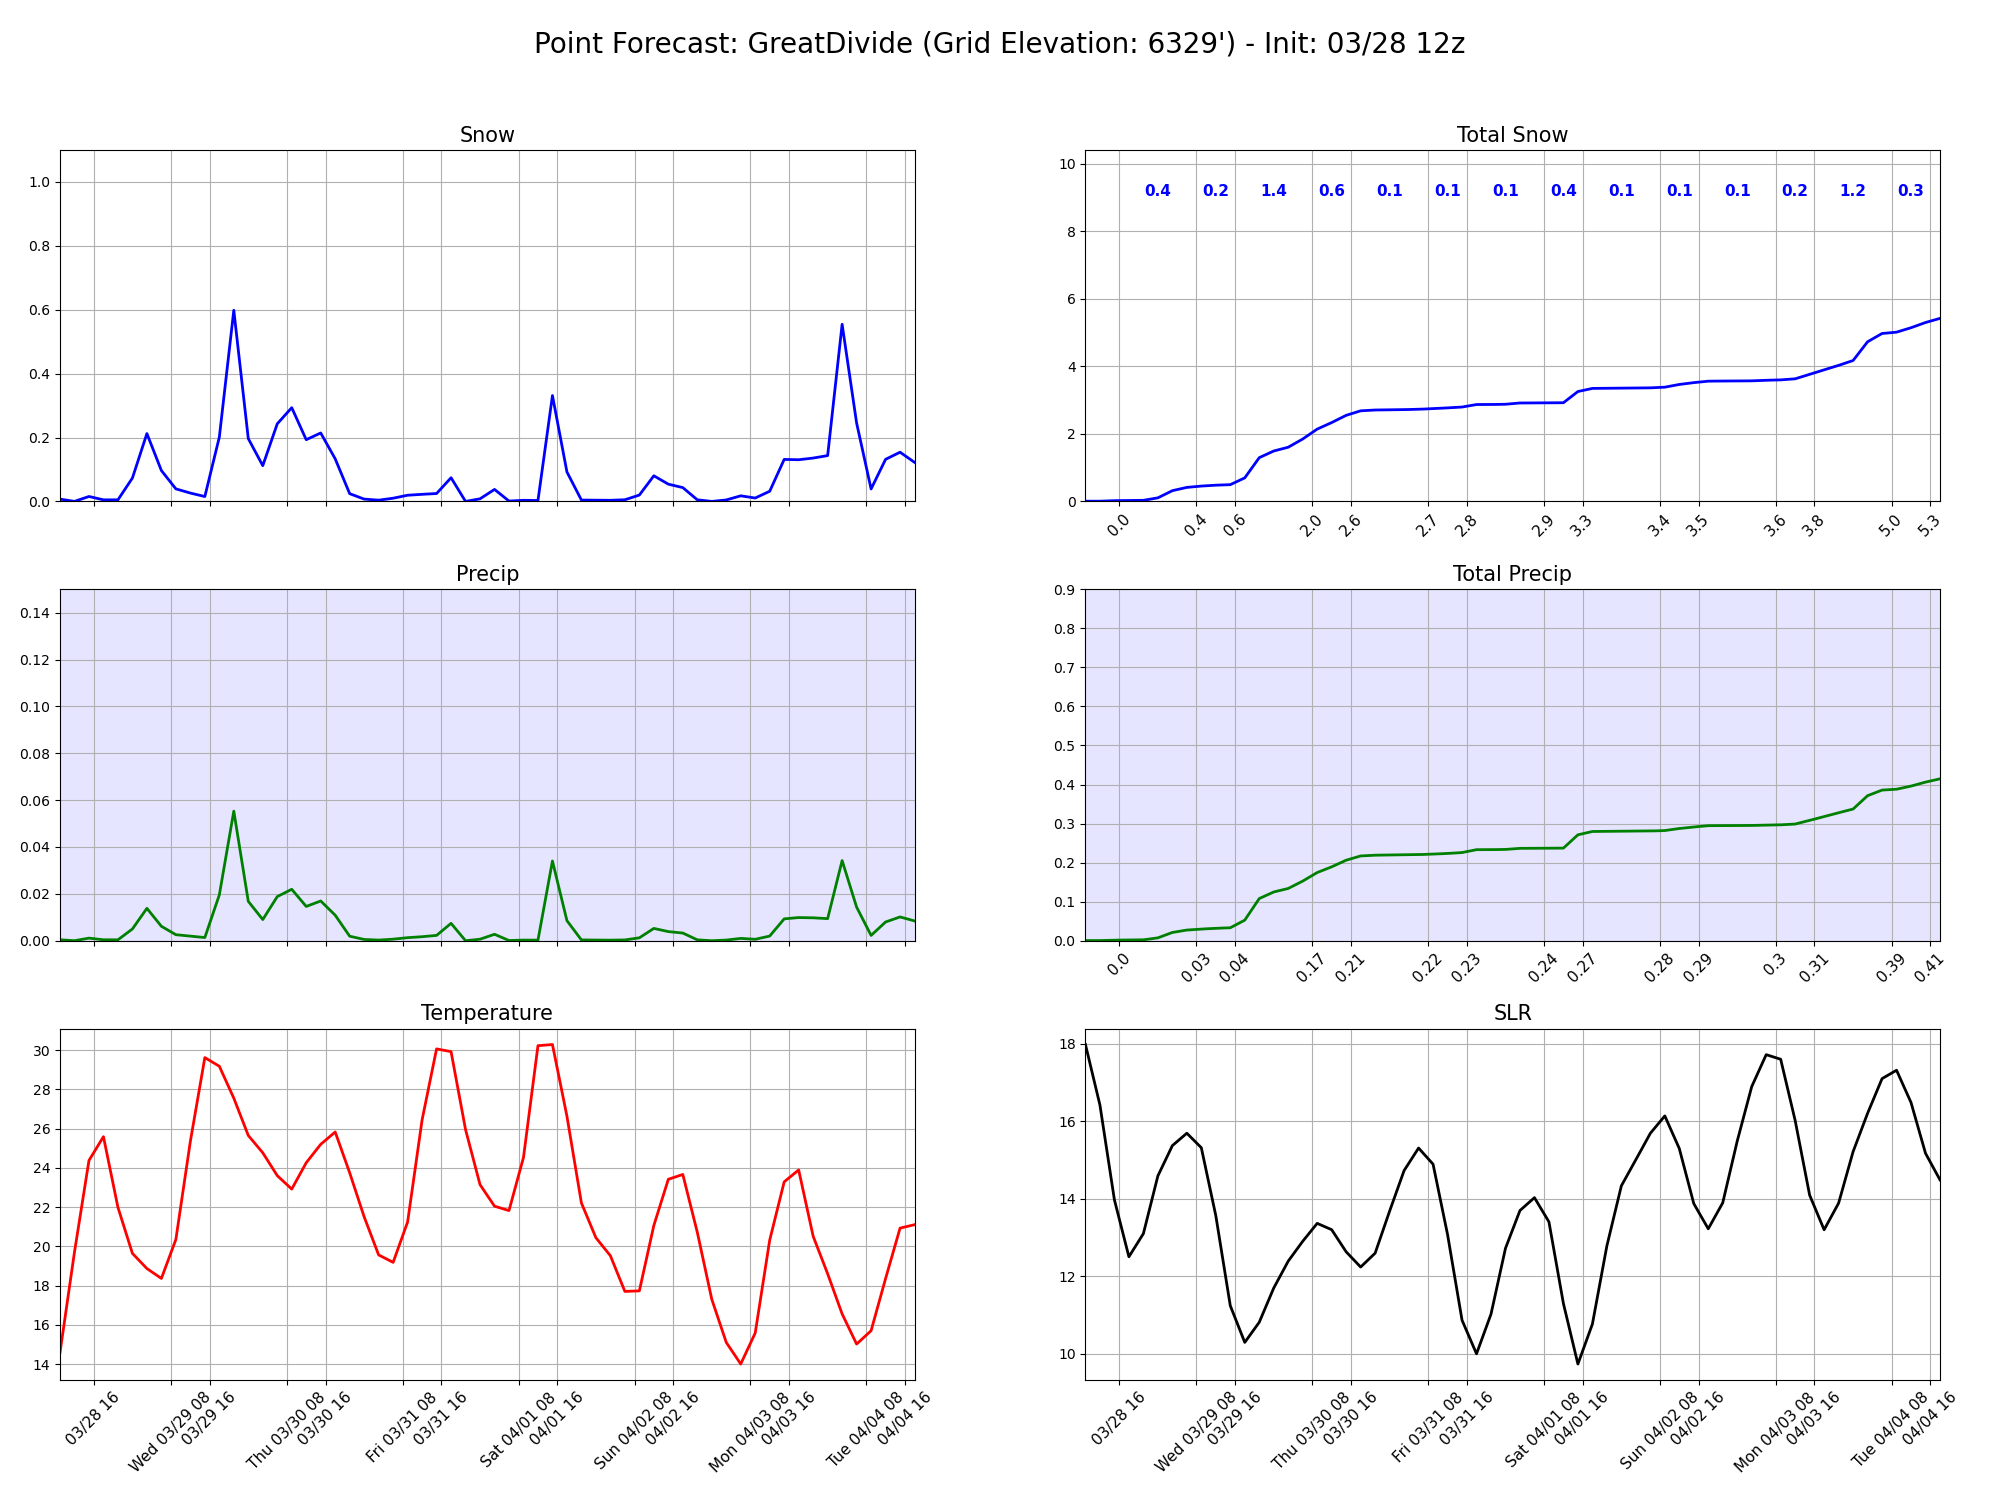 Point Forecast: GreatDivide (Grid Elevation: 6329') - Init: 03/28 12z
Snow
1.0
0.8
0.6
0.4
0.2
0.0
Total Snow
10
8
6
4
2
0
0.4 0.2 1.4 0.6 0.1 0.1 0.1 0.4 0.1 0.1 0.1 0.2 1.2 0.3
0.0 0.4 0.6 2.0 2.6 2.7 2.8 2.9 3.3 3.4 3.5 3.6 3.8 5.0 5.3
Precip
0.14
0.12
0.10
0.08
0.06
0.04
0.02
0.00
Total Precip
0.9
0.8
0.7
0.6
0.5
0.4
0.3
0.2
0.1
0.0
0.0 0.03 0.04 0.17 0.21 0.22 0.23 0.24 0.27 0.28 0.29 0.3 0.31 0.39 0.41
Temperature
30
28
26
24
22
20
18
16
14
03/28 16
Wed 03/29 08
03/29 16
Thu 03/30 08
03/30 16
Fri 03/31 08
03/31 16
Sat 04/01 08
04/01 16
Sun 04/02 08
04/02 16
Mon 04/03 08
04/03 16
Tue 04/04 08
04/04 16
SLR
18
16
14
12
10
03/28 16
Wed 03/29 08
03/29 16
Thu 03/30 08
03/30 16
Fri 03/31 08
03/31 16
Sat 04/01 08
04/01 16
Sun 04/02 08
04/02 16
Mon 04/03 08
04/03 16
Tue 04/04 08
04/04 16